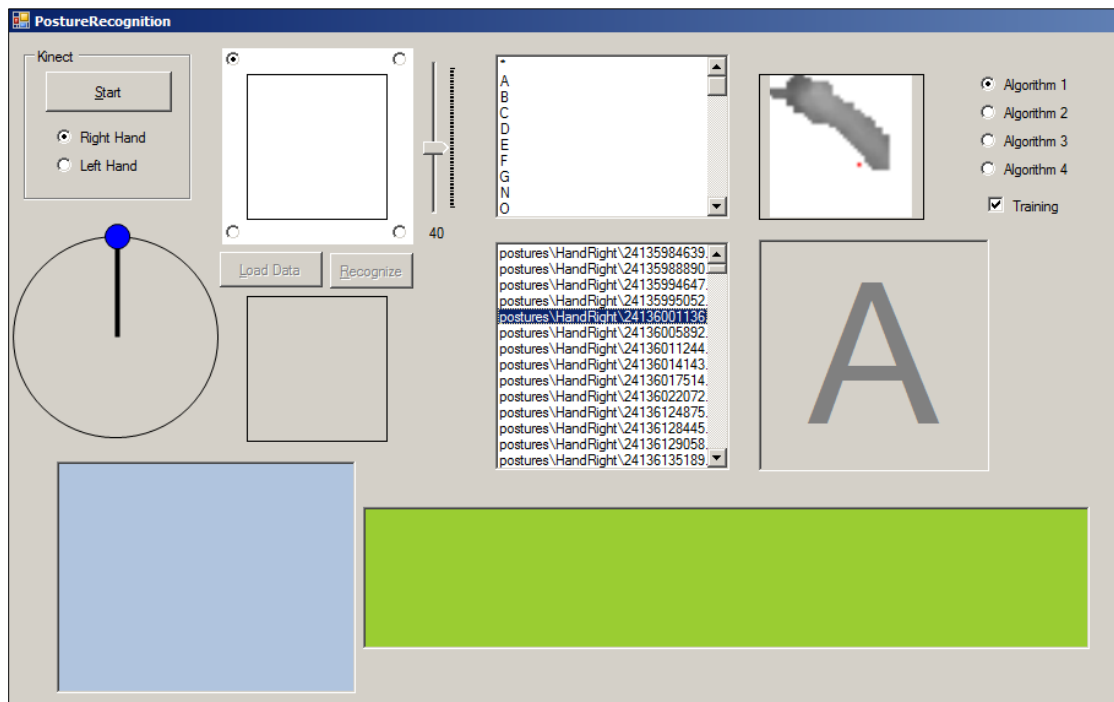 PostureRecognition
Kinect
Start
Right Hand
Left Hand
40
Load Data
Recognize
*
A
B
C
D
E
F
G
N
O
postures\HandRight\24135984639.
postures\HandRight\24135988890.
postures\HandRight\24135994647.
postures\HandRight\24135995052.
postures\HandRight\24136001136
postures\HandRight\24136005892.
postures\HandRight\24136011244.
postures\HandRight\24136014143.
postures\HandRight\24136017514.
postures\HandRight\24136022072.
postures\HandRight\24136124875.
postures\HandRight\24136128445.
postures\HandRight\24136129058.
postures\HandRight\24136135189.
Algorithm 1
Algorithm 2
Algorithm 3
Algorithm 4
Training
A